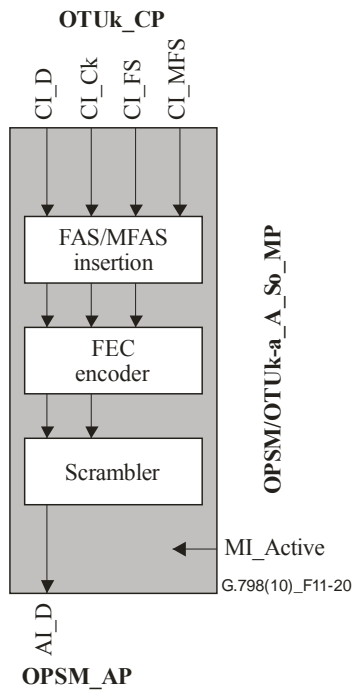 OTUk_CP
CI_D
CI_Ck
CI_FS
CI_MFS
FAS/MFAS
insertion
FEC
encoder
Scrambler
OPSM/OTUk-a_A_So_MP
MI_Active
G.798(10)_F11-20
AI_D
OPSM_AP